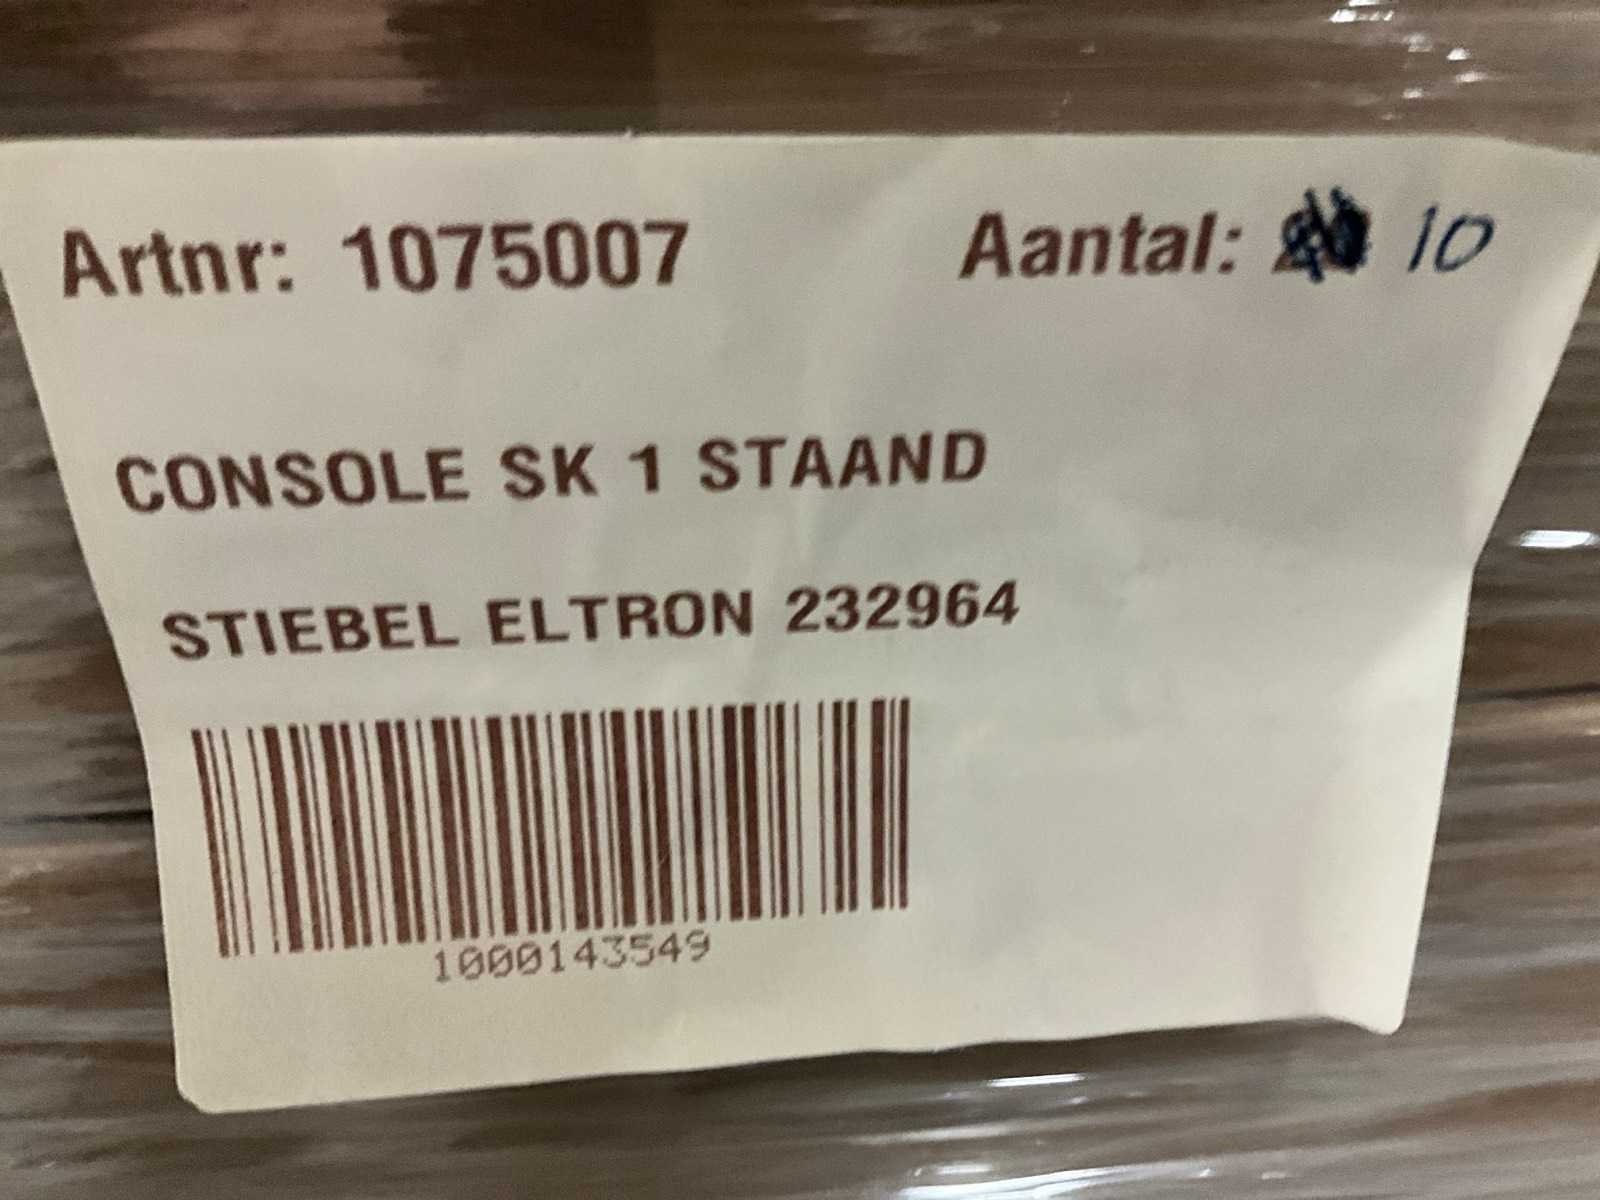 Artnr: 1075007 Aantal: 10
CONSOLE SK 1 STAAND
STIEBEL ELTRON 232964
1000143549